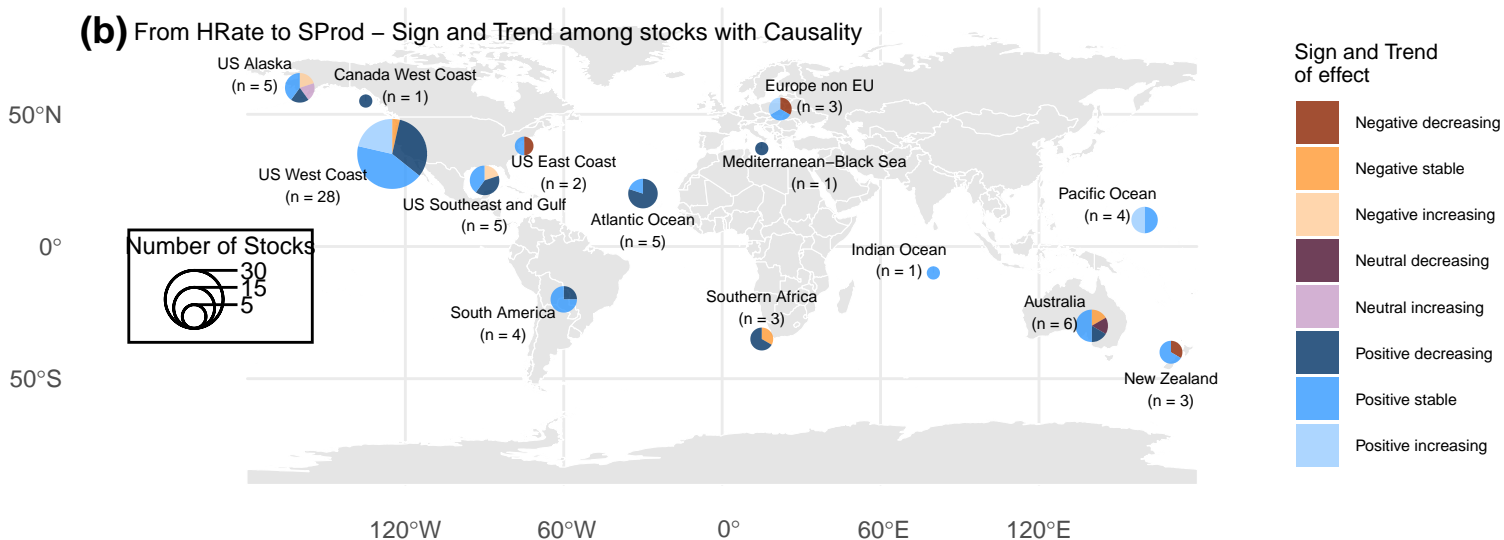 (b) From HRate to SProd – Sign and Trend among stocks with Causality
US Alaska
(n = 5)
Canada West Coast
(n = 1)
US West Coast
(n = 28)
US East Coast
(n = 2)
US Southeast and Gulf
(n = 5)
Atlantic Ocean
(n = 5)
Europe non EU
(n = 3)
Mediterranean−Black Sea
(n = 1)
Pacific Ocean
(n = 4)
Indian Ocean
(n = 1)
South America
(n = 4)
Southern Africa
(n = 3)
Australia
(n = 6)
New Zealand
(n = 3)
50°N
0°
50°S
120°W
60°W
0°
60°E
120°E
Number of Stocks
30
15
5
Sign and Trend
of effect
Negative decreasing
Negative stable
Negative increasing
Neutral decreasing
Neutral increasing
Positive decreasing
Positive stable
Positive increasing